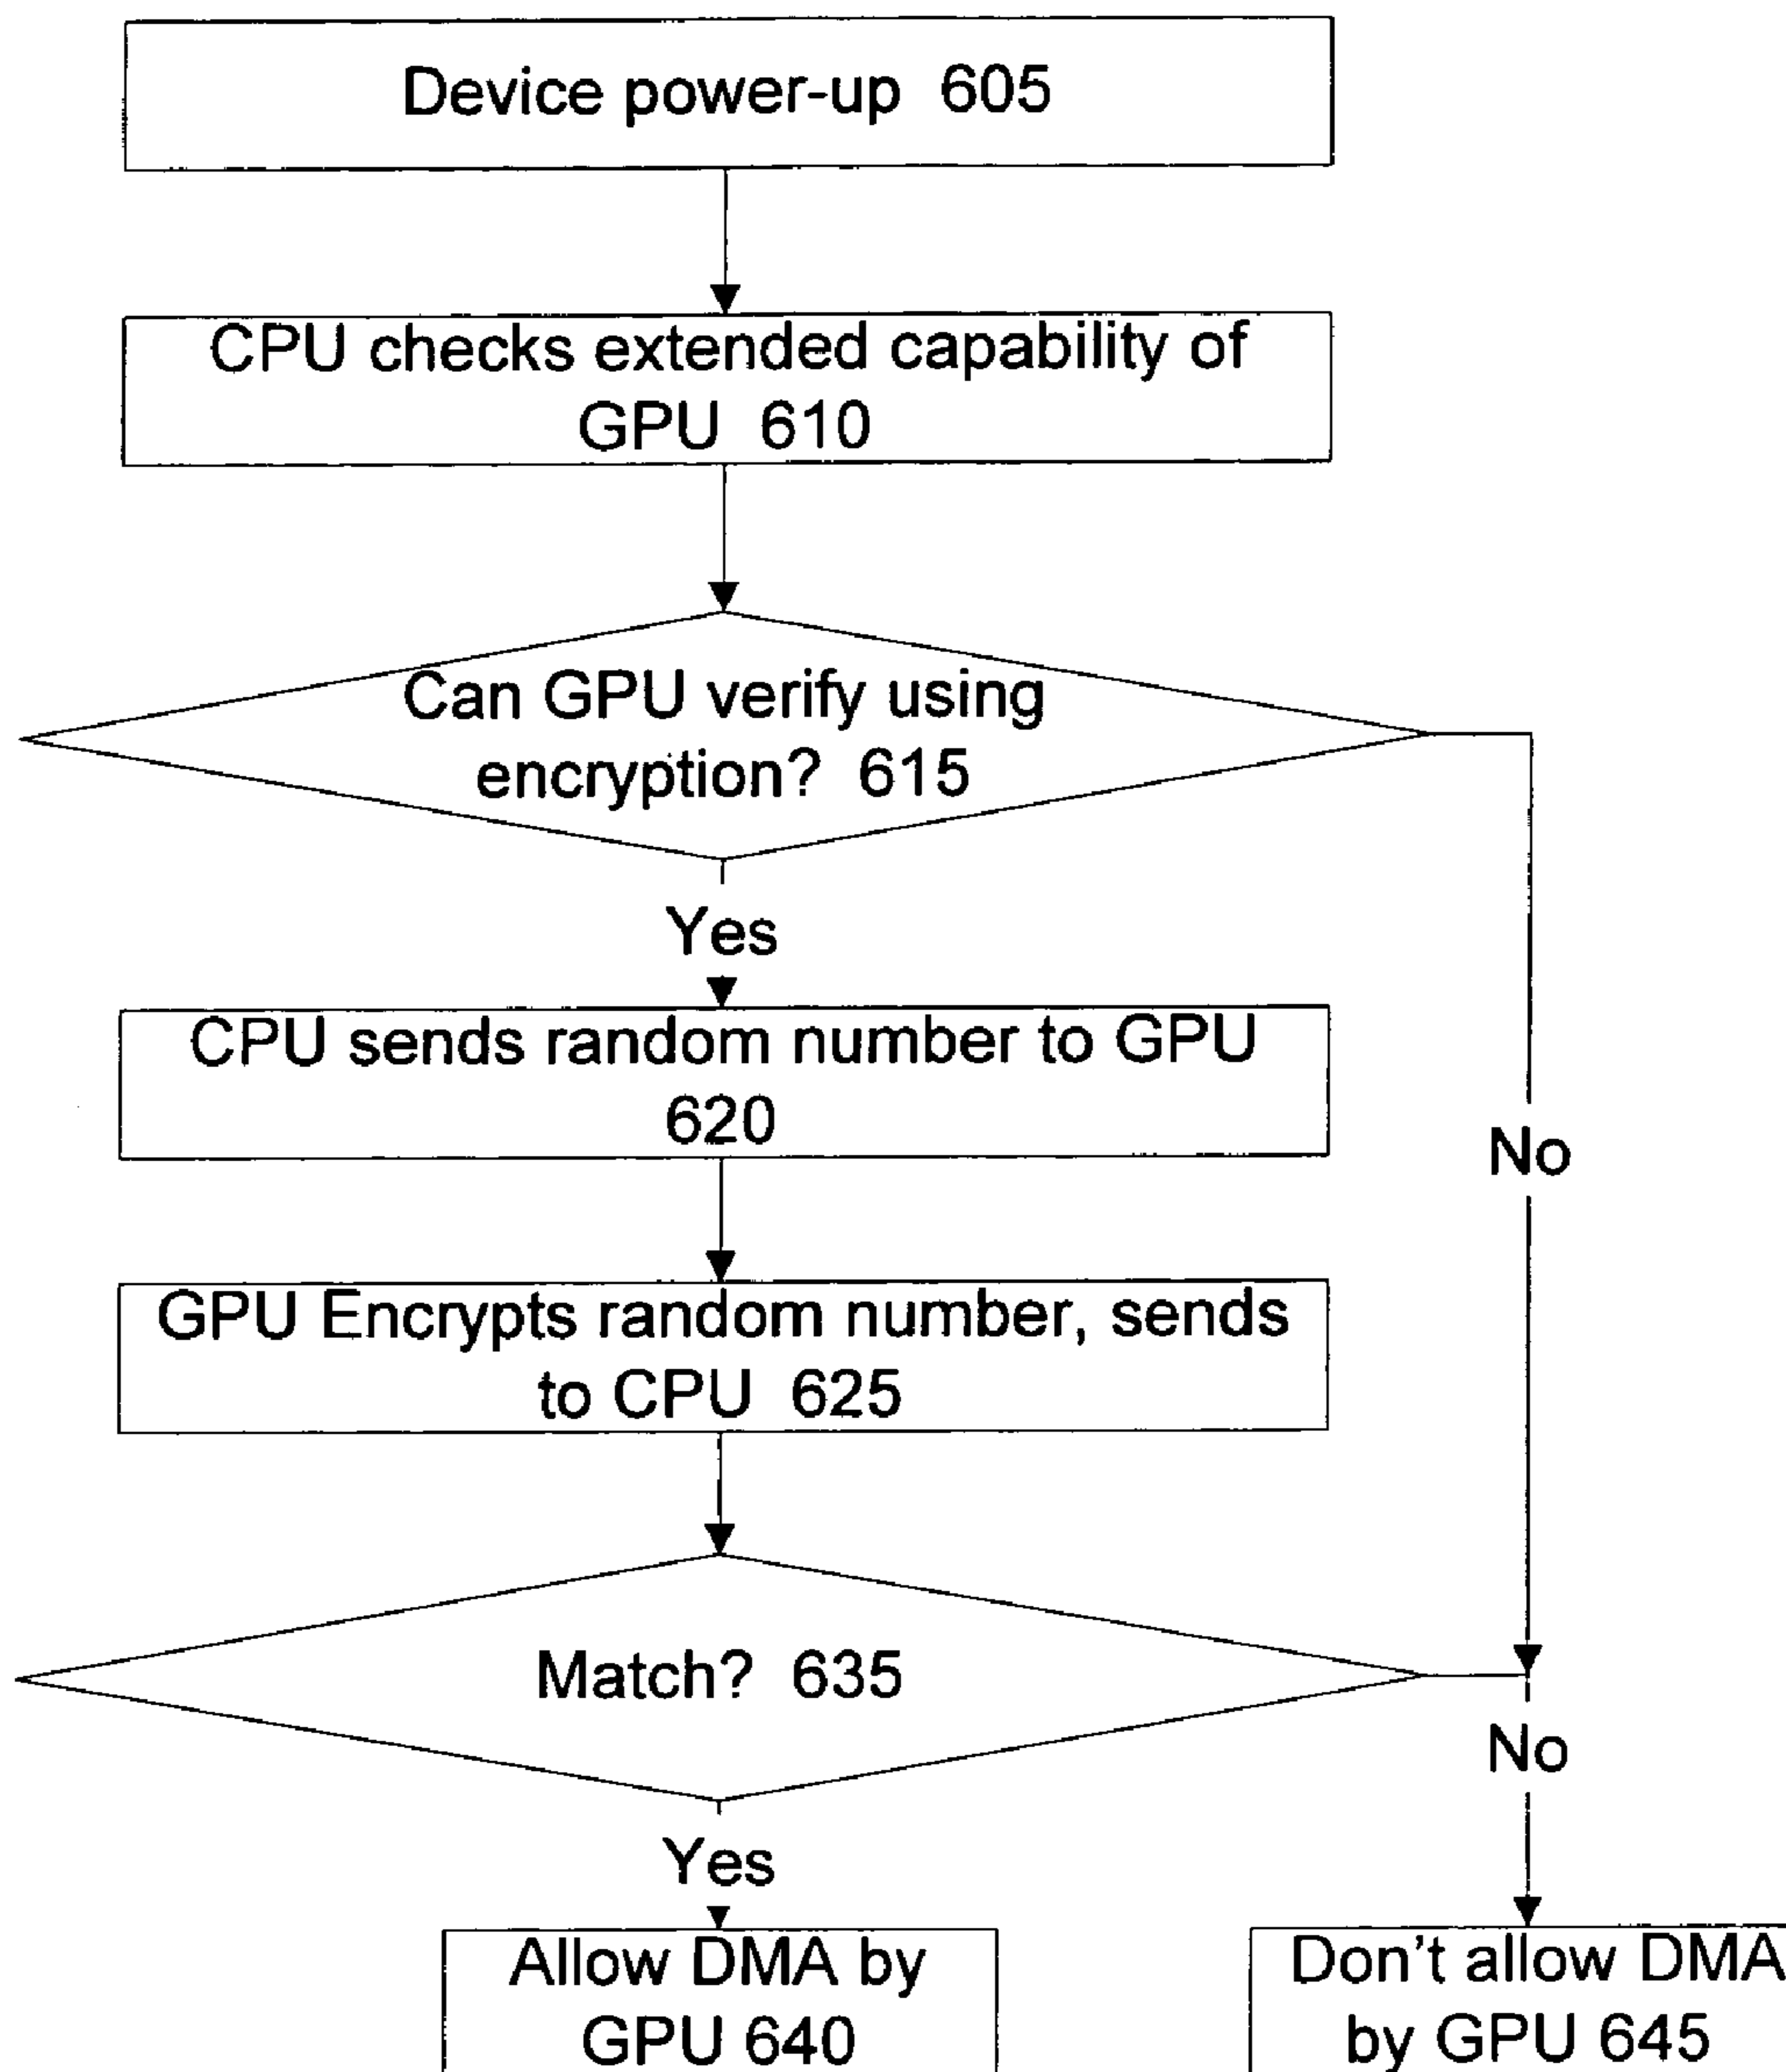 Device power-up 605
CPU checks extended capability of
GPU 610
Can GPU verify using
encryption? 615
Yes
CPU sends random number to GPU
620
No
GPU Encrypts random number, sends
to CPU 625
Match? 635
No
Yes
Allow DMA by
GPU 640
Don't allow DMA
by GPU 645